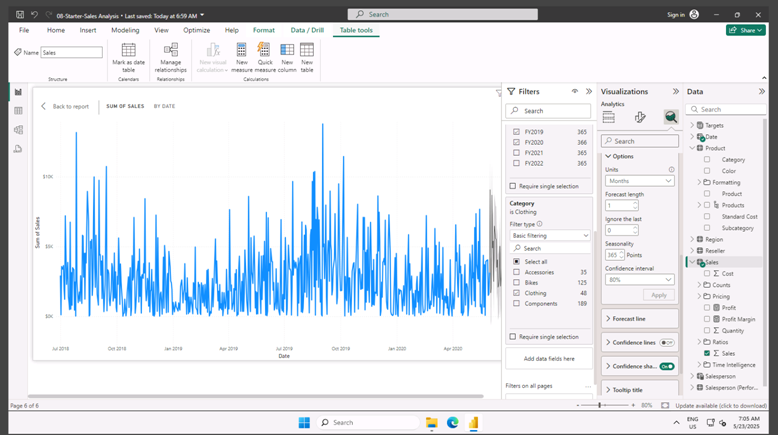 08-Starter-Sales Analysis • Last saved: Today at 6:59 AM
Search
Sign in
File
Home
Insert
Modeling
View
Optimize
Help
Format
Data / Drill
Table tools
Share
Name
Sales
Mark as date table
Manage relationships
New visual calculation
New measure
Quick measure
New column
New table
Structure
Calendars
Relationships
Calculations
Back to report
SUM OF SALES
BY DATE
$10K
$5K
$0K
Sum of Sales
Jul 2018
Oct 2018
Jan 2019
Apr 2019
Jul 2019
Oct 2019
Jan 2020
Apr 2020
Date
Filters
Search
FY2019 365
FY2020 366
FY2021 365
FY2022 365
Require single selection
Category
is Clothing
Filter type
Basic filtering
Search
Select all
Accessories 35
Bikes 125
Clothing 48
Components 189
Require single selection
Add data fields here
Filters on all pages
Visualizations
Analytics
Search
Options
Units
Months
Forecast length
1
Ignore the last
0
Seasonality
365 Points
Confidence interval
80%
Apply
Forecast line
Confidence lines Off
Confidence sha... On
Tooltip title
Data
Search
Targets
Date
Product
Category
Color
Formatting
Product
Products
Standard Cost
Subcategory
Region
Reseller
Sales
Cost
Counts
Pricing
Profit
Profit Margin
Quantity
Ratios
Sales
Time Intelligence
Salesperson
Salesperson (Perfor...
Page 6 of 6
80%
Update available (click to download)
Search
ENG
US
7:05 AM
5/23/2025